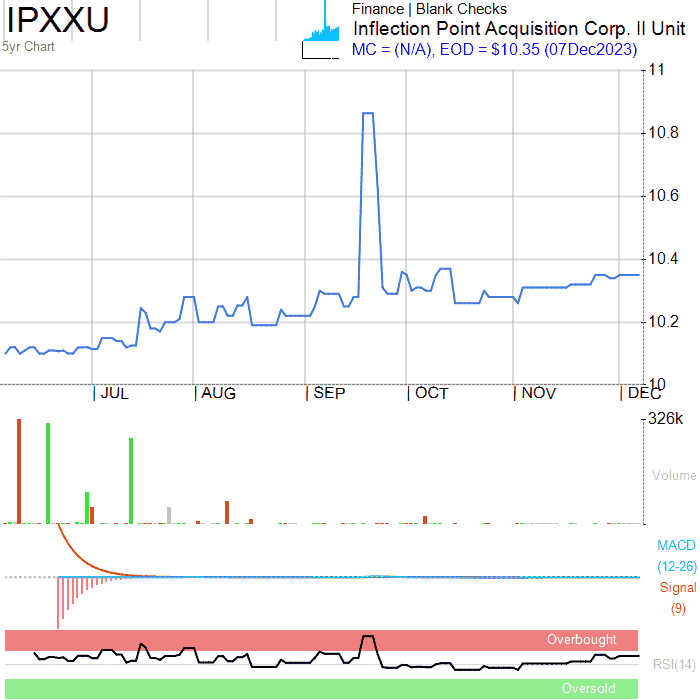 IPXXU
5yr Chart
Finance | Blank Checks
Inflection Point Acquisition Corp. II Unit
MC = (N/A), EOD = $10.35 (07Dec2023)
11
10.8
10.6
10.4
10.2
10
JUL AUG SEP OCT NOV DEC
326k
Volume
MACD
(12-26)
Signal
(9)
Overbought
RSI(14)
Oversold